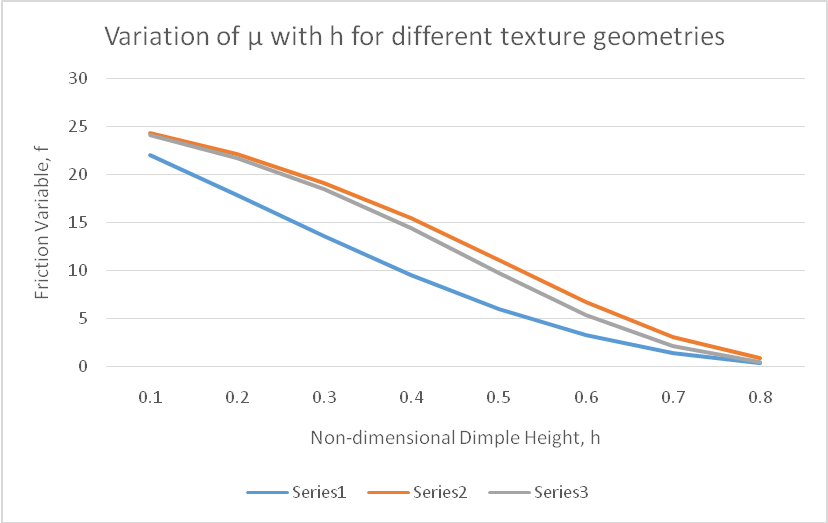 Variation of µ with h for different texture geometries
30
25
20
15
10
5
0
Friction Variable, f
0.1 0.2 0.3 0.4 0.5 0.6 0.7 0.8
Non-dimensional Dimple Height, h
Series1 Series2 Series3